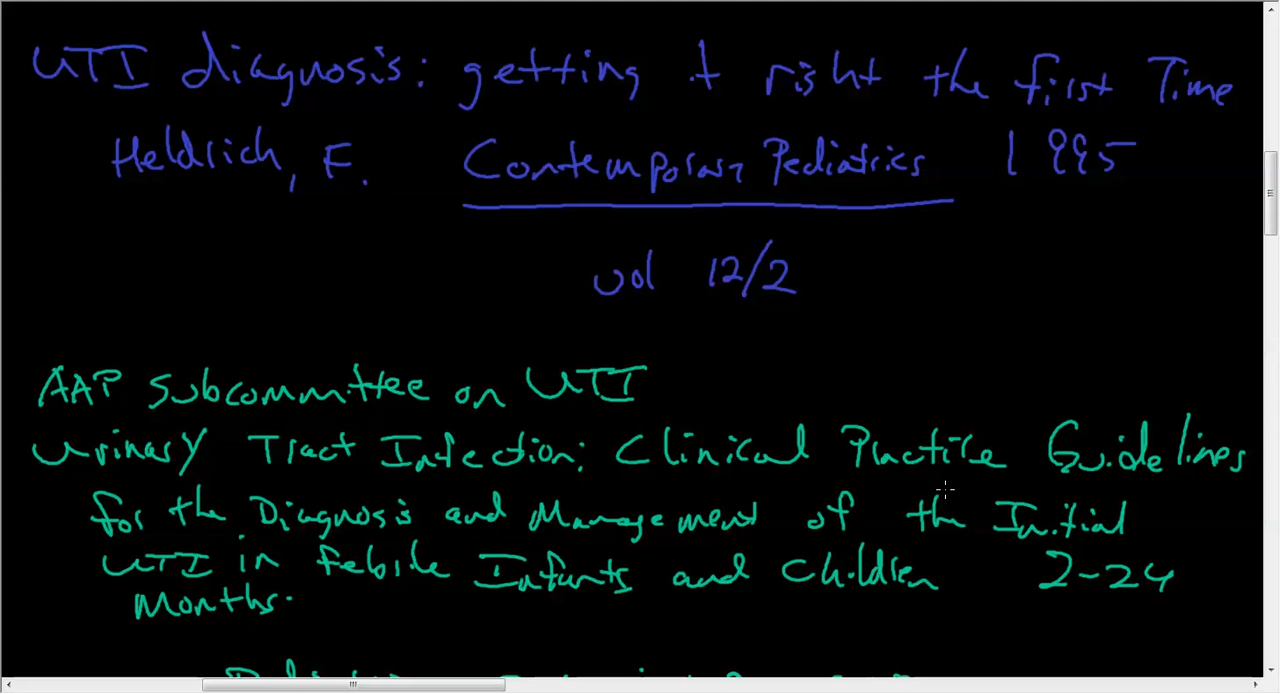 UTI diagnosis: getting it right the first Time
Heldrich, F. Contemporary Pediatrics 1995
vol 12/2
AAP Subcommittee on UTI
Urinary Tract Infection: Clinical Practice Guidelines
for the Diagnosis and Management of the Initial
UTI in febrile Infants and Children 2-24
Months.